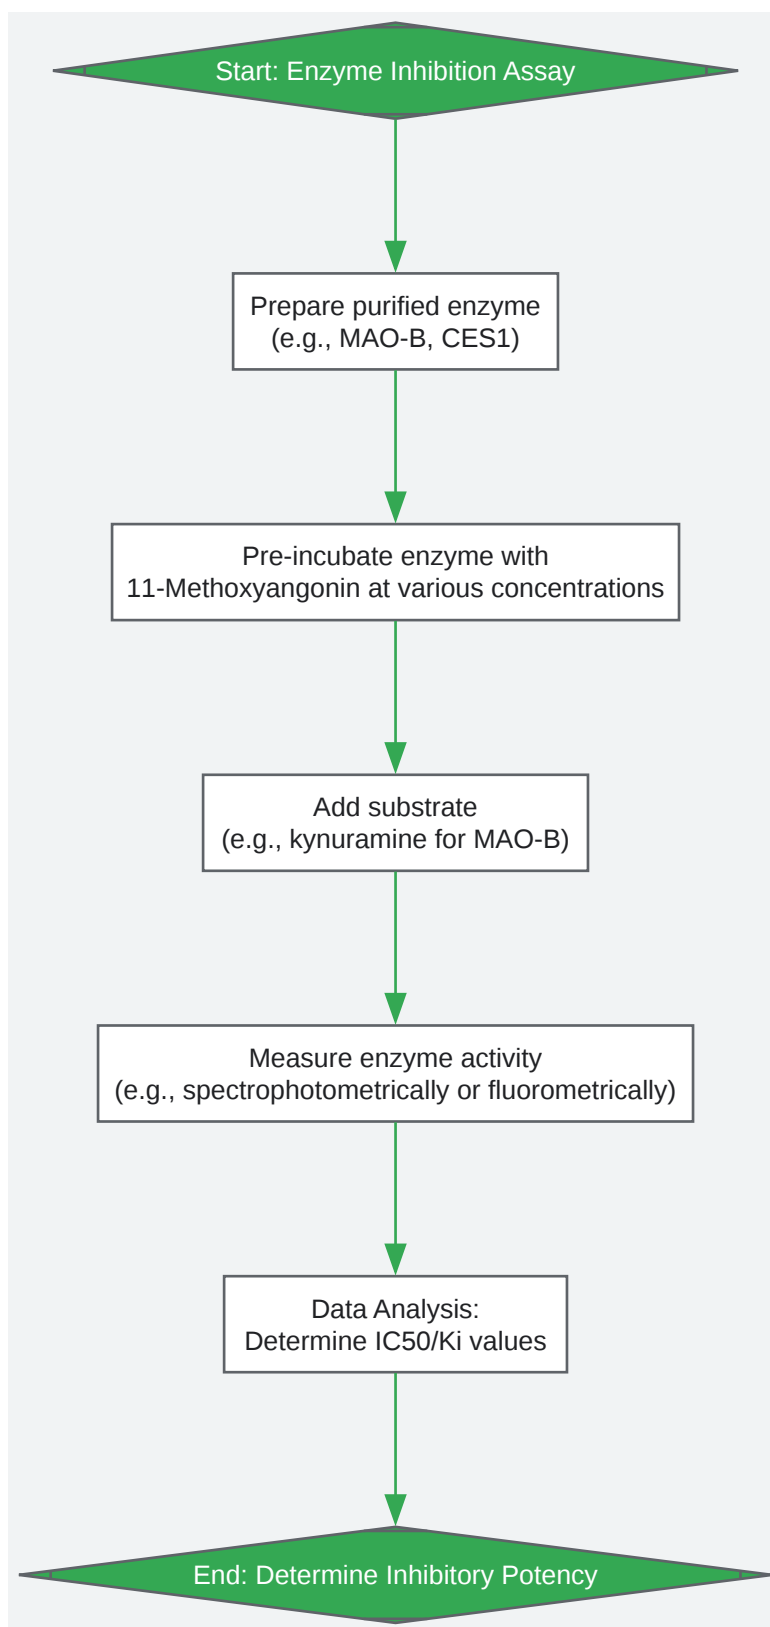 Start: Enzyme Inhibition Assay
Prepare purified enzyme
(e.g., MAO-B, CES1)
Pre-incubate enzyme with
11-Methoxyangonin at various concentrations
Add substrate
(e.g., kynuramine for MAO-B)
Measure enzyme activity
(e.g., spectrophotometrically or fluorometrically)
Data Analysis:
Determine IC50/Ki values
End: Determine Inhibitory Potency